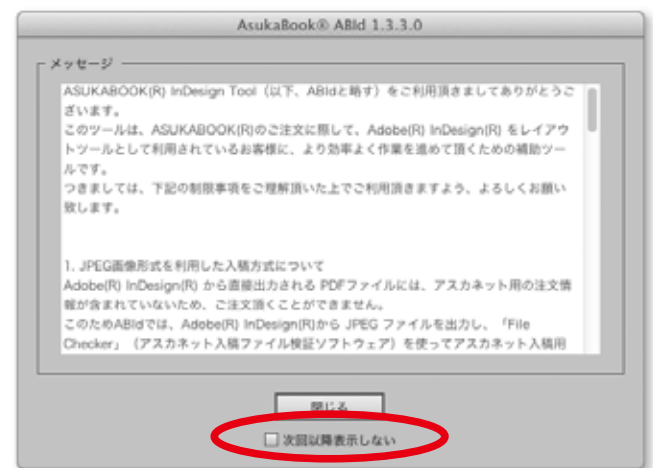 AsukaBook® ABId 1.3.3.0
メッセージ
ASUKABOOK(R) InDesign Tool（以下、ABIdと略す）をご利用頂きましてありがとうご
ざいます。
このツールは、ASUKABOOK(R)のご注文に際して、Adobe(R) InDesign(R) をレイアウ
トツールとして利用されているお客様に、より効率よく作業を進めて頂くための補助ツー
ルです。
つきましては、下記の制限事項をご理解頂いた上でご利用頂きますよう、よろしくお願い
致します。
1. JPEG画像形式を利用した入稿方式について
Adobe(R) InDesign(R) から直接出力される PDFファイルには、アスカネット用の注文情
報が含まれていないため、ご注文頂くことができません。
このためABIdでは、Adobe(R) InDesign(R)から JPEG ファイルを出力し、「File
Checker」（アスカネット入稿ファイル検証ソフトウェア）を使ってアスカネット入稿用
閉じる
次回以降表示しない